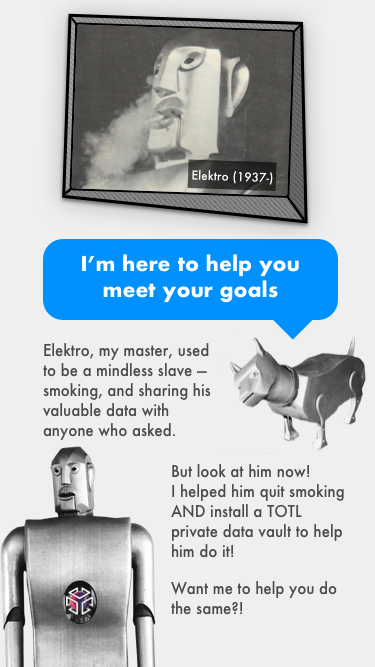 Elektro (1937-)
I'm here to help you
meet your goals
Elektro, my master, used
to be a mindless slave —
smoking, and sharing his
valuable data with
anyone who asked.
But look at him now!
I helped him quit smoking
AND install a TOTL
private data vault to help
him do it!
Want me to help you do
the same?!